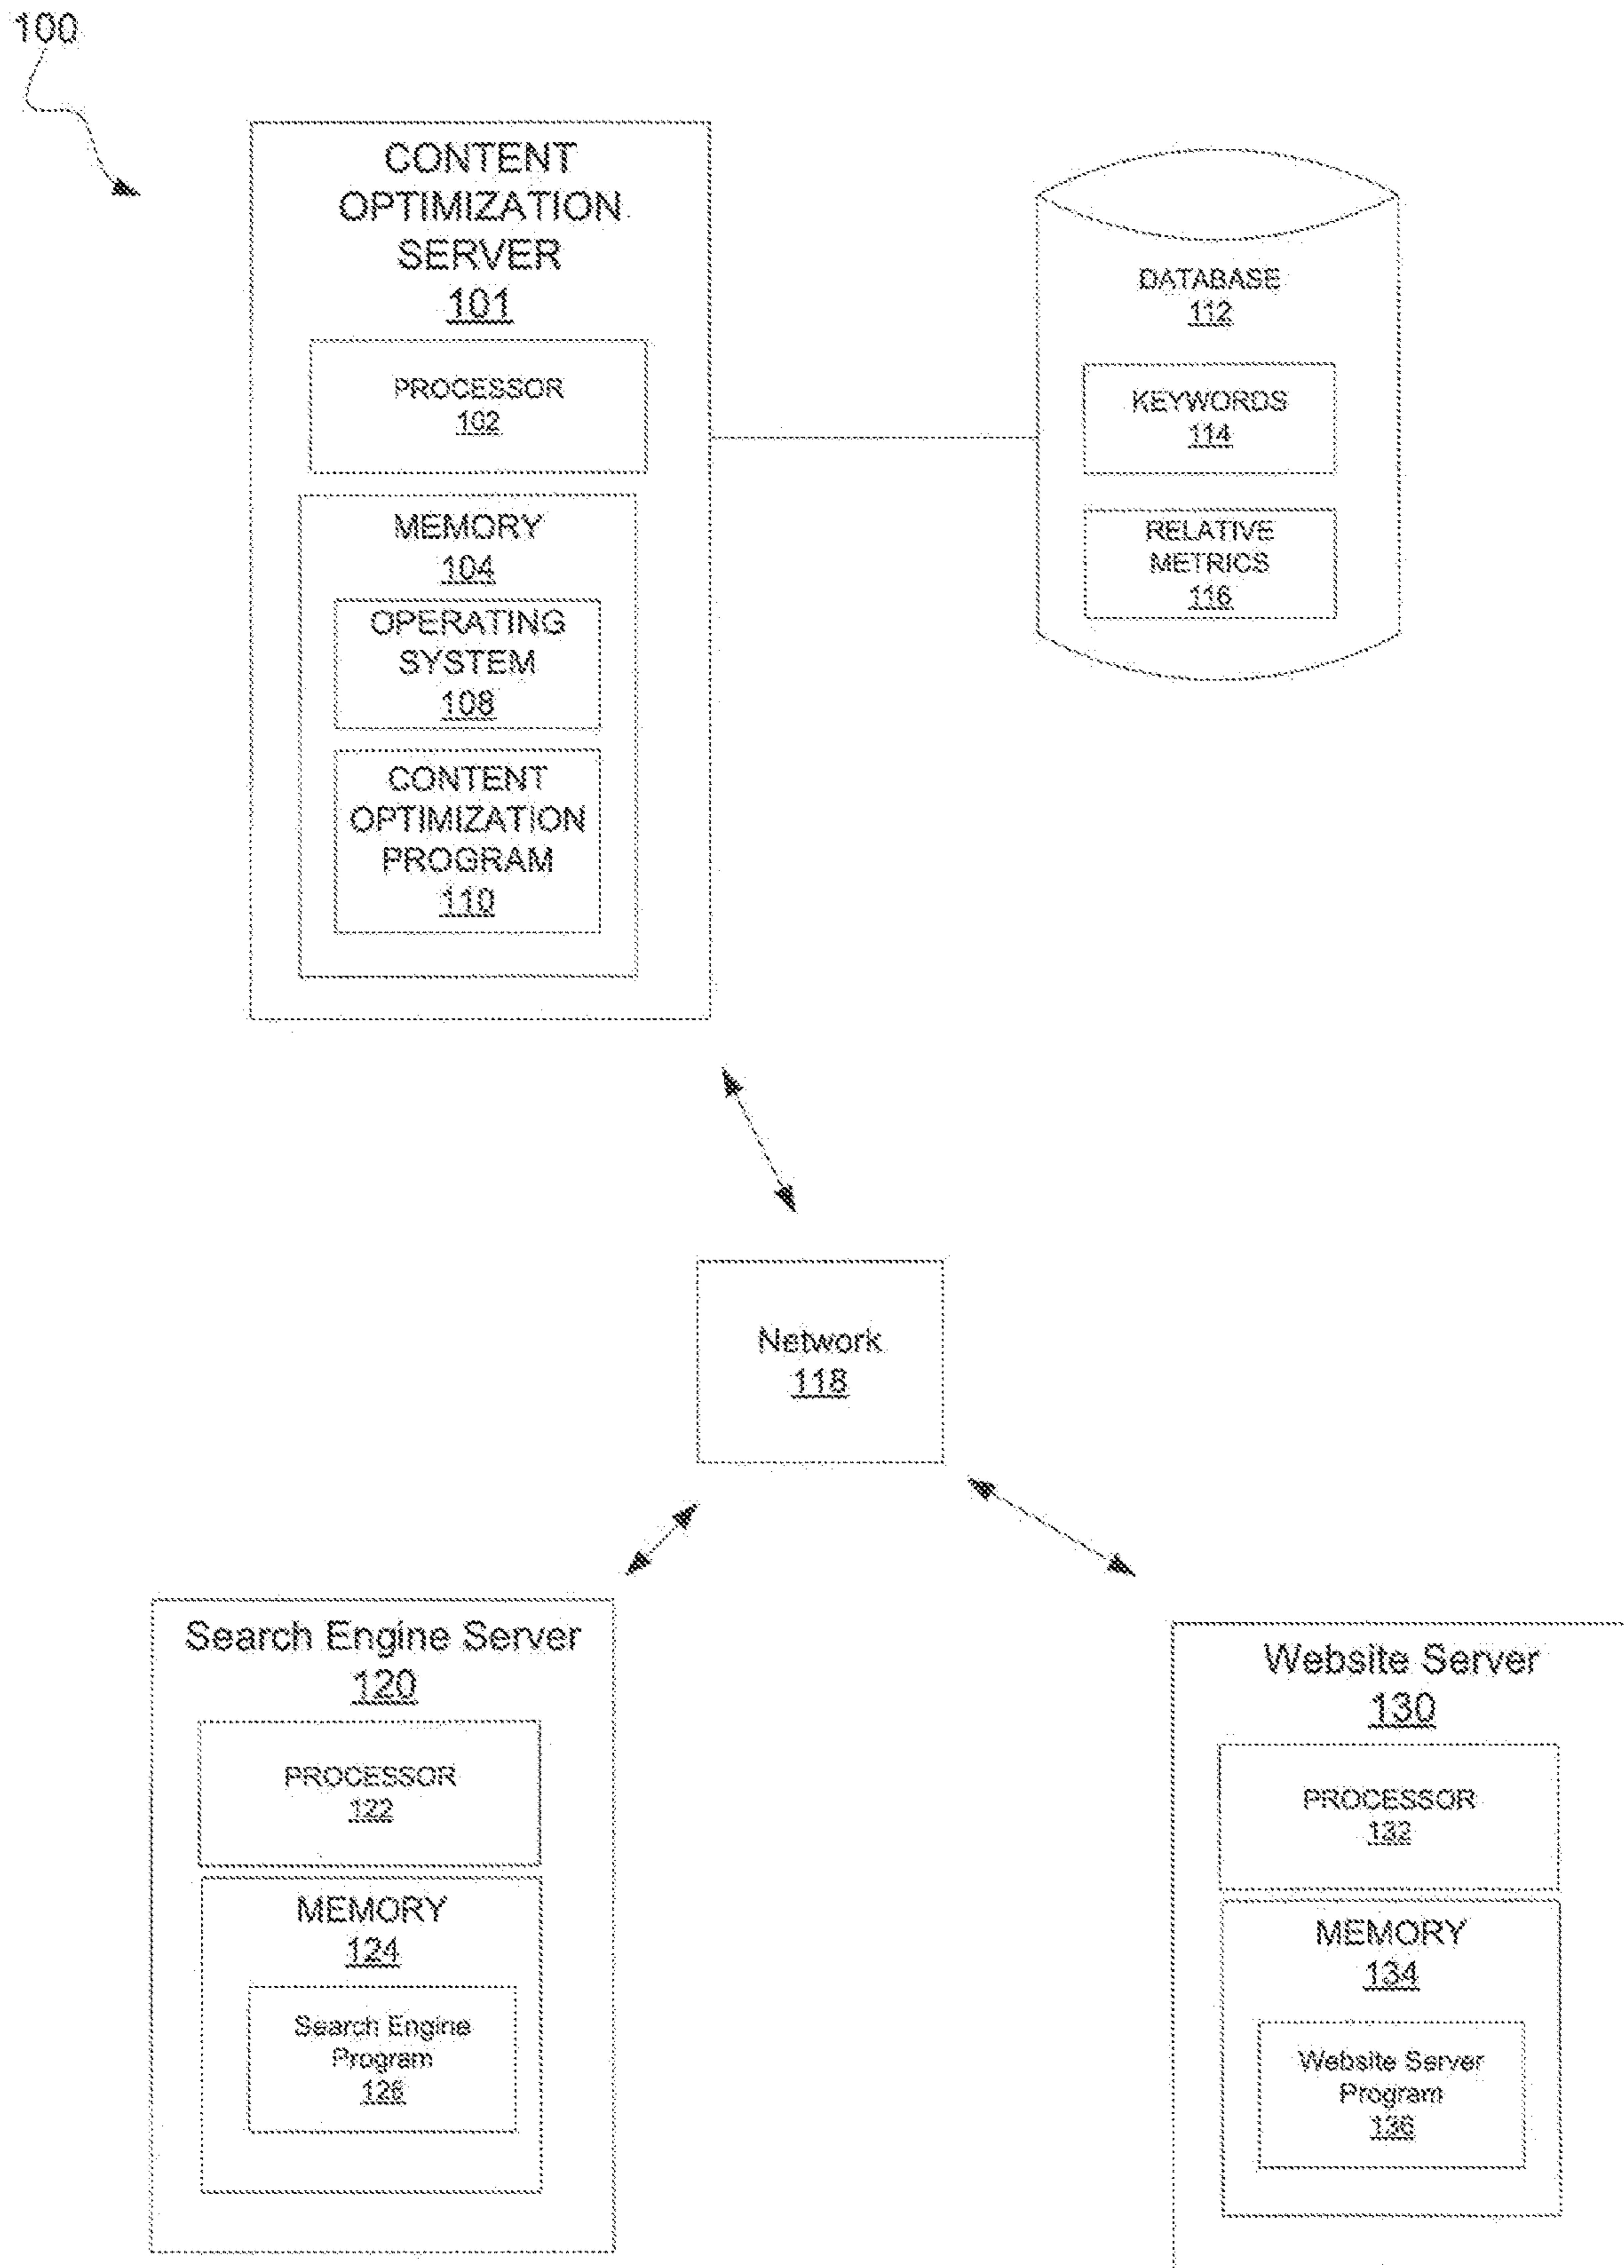 100
CONTENT
OPTIMIZATION
SERVER
101
PROCESSOR
102
MEMORY
104
OPERATING
SYSTEM
108
CONTENT
OPTIMIZATION
PROGRAM
110
DATABASE
112
KEYWORDS
114
RELATIVE
METRICS
116
Network
118
Search Engine Server
120
PROCESSOR
122
MEMORY
124
Search Engine
Program
126
Website Server
130
PROCESSOR
132
MEMORY
134
Website Server
Program
136